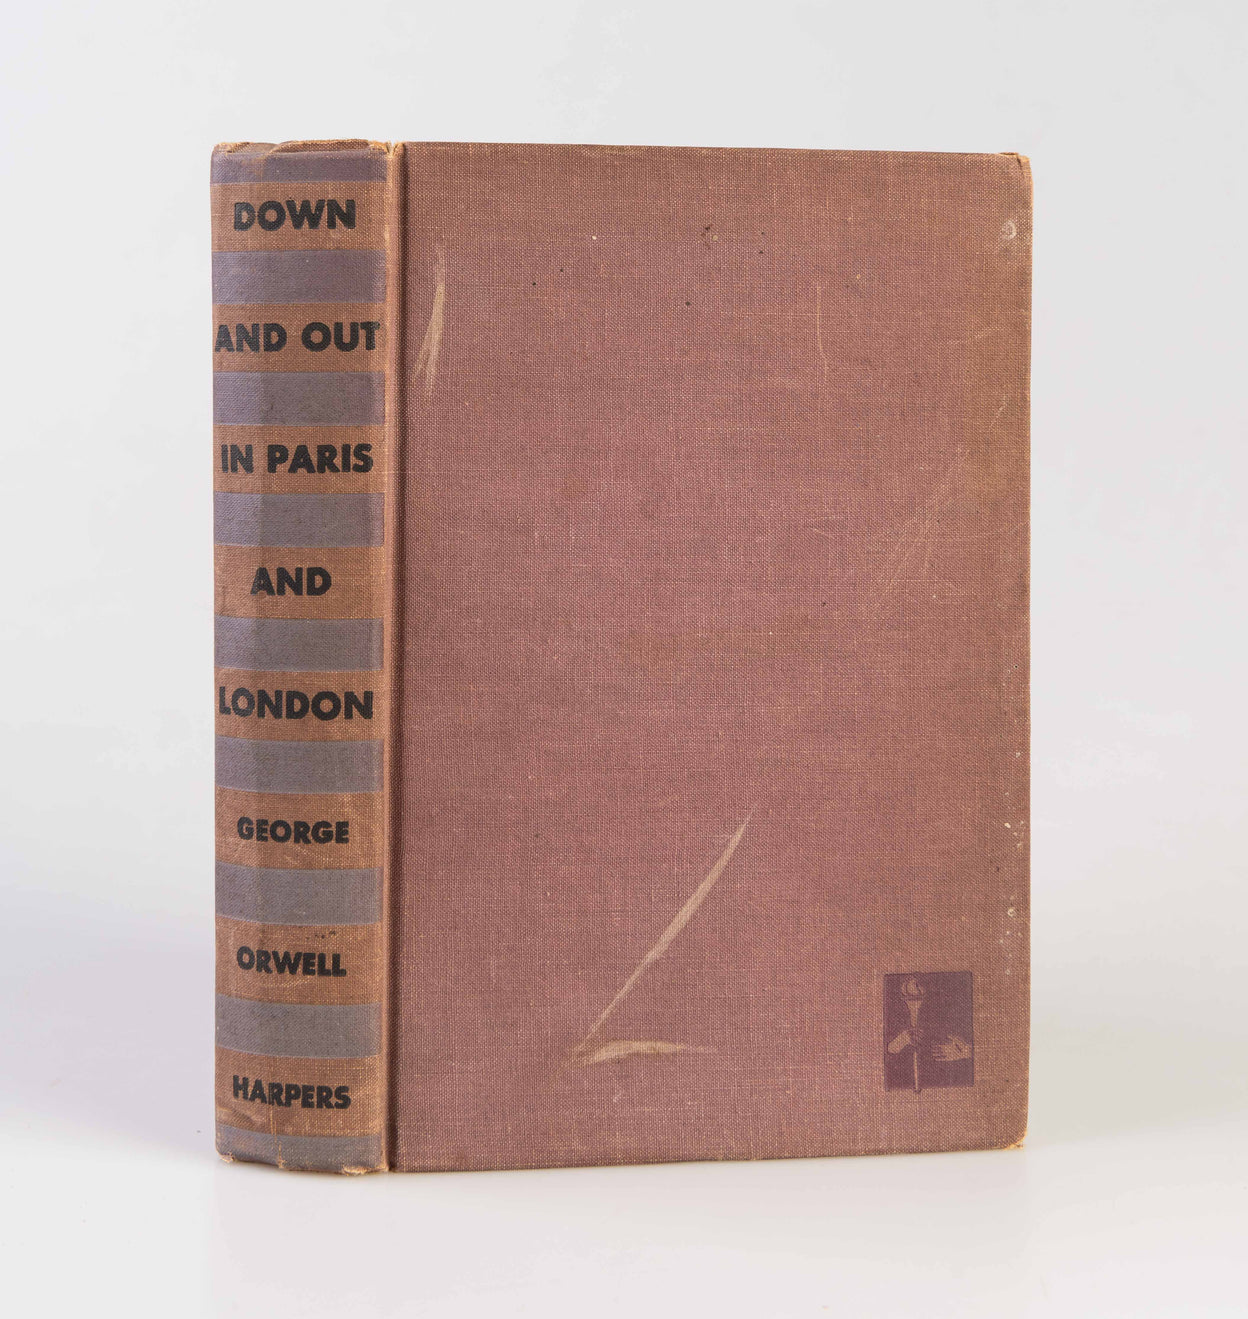 DOWN
AND OUT
IN PARIS
AND
LONDON
GEORGE
ORWELL
HARPERS